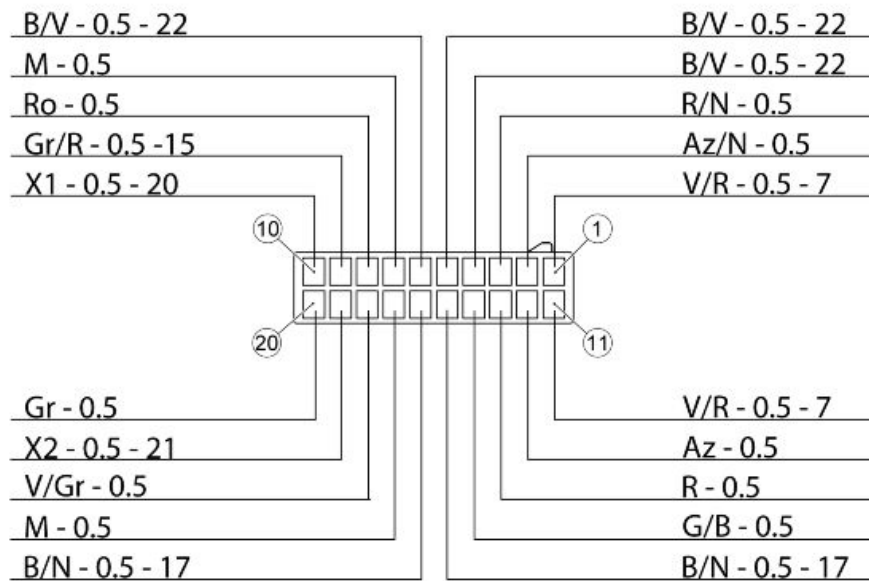 B/V - 0.5 - 22
M - 0.5
Ro - 0.5
Gr/R - 0.5 -15
X1 - 0.5 - 20
B/V - 0.5 - 22
B/V - 0.5 - 22
R/N - 0.5
Az/N - 0.5
V/R - 0.5 - 7
10
1
20
11
Gr - 0.5
X2 - 0.5 - 21
V/Gr - 0.5
M - 0.5
B/N - 0.5 - 17
V/R - 0.5 - 7
Az - 0.5
R - 0.5
G/B - 0.5
B/N - 0.5 - 17